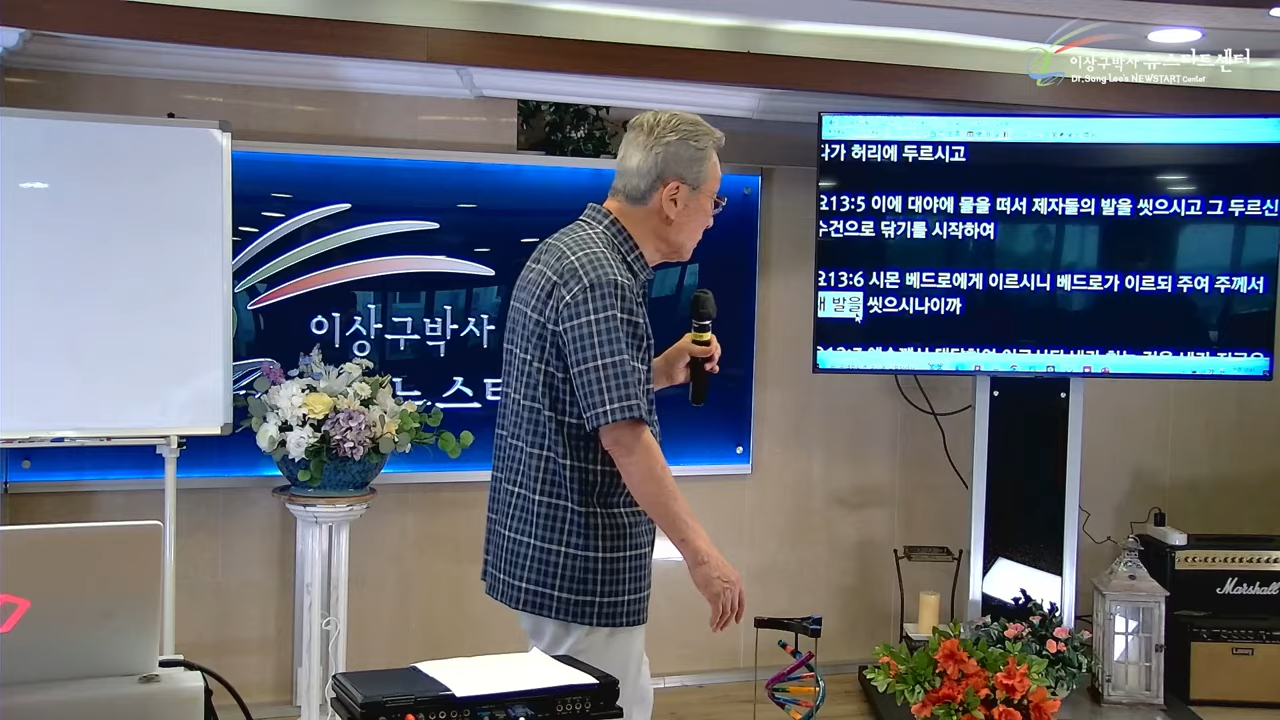 이상구박사 뉴스타트센터
Dr. Sang Lee's NEWSTART Center
가 허리에 두르시고
13:5 이에 대야에 물을 떠서 제자들의 발을 씻으시고 그 두르신
수건으로 닦기를 시작하여
13:6 시몬 베드로에게 이르시니 베드로가 이르되 주여 주께서
내 발을 씻으시나이까
이상구박사
뉴스타
Marshall